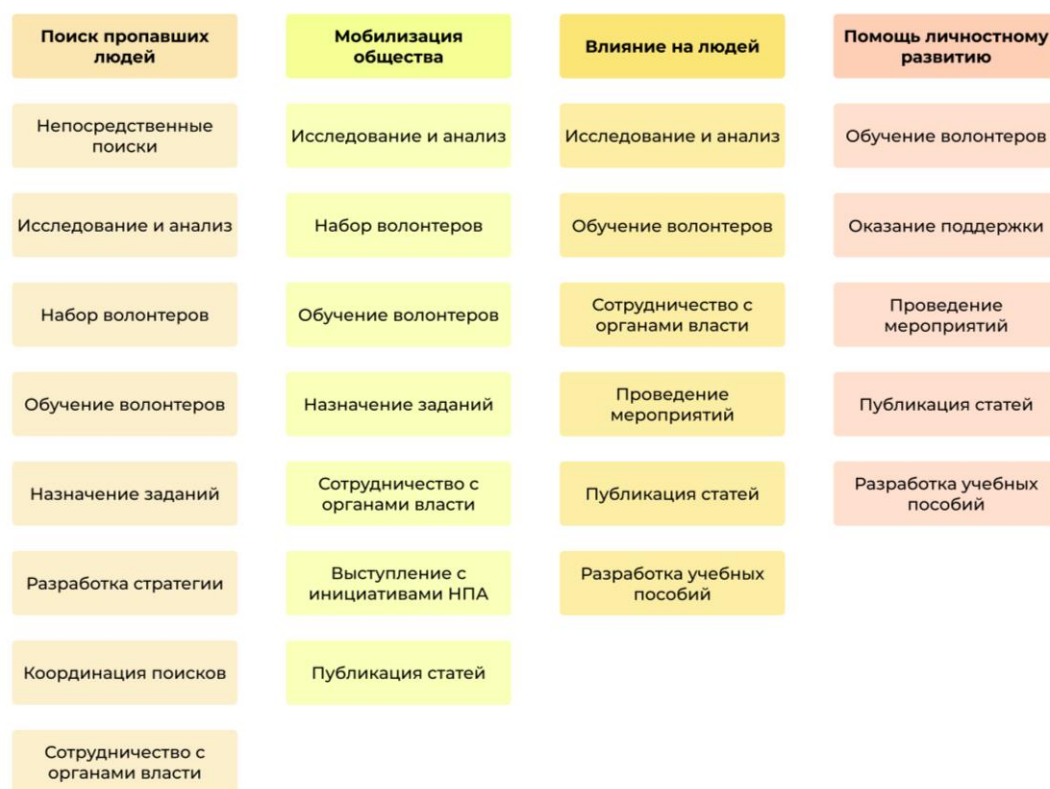 Поиск пропавших
людей
Непосредственные
поиски
Исследование и анализ
Набор волонтеров
Обучение волонтеров
Назначение заданий
Разработка стратегии
Координация поисков
Сотрудничество с
органами власти
Мобилизация
общества
Исследование и анализ
Набор волонтеров
Обучение волонтеров
Назначение заданий
Сотрудничество с
органами власти
Выступление с
инициативами НПА
Публикация статей
Влияние на людей
Исследование и анализ
Обучение волонтеров
Сотрудничество с
органами власти
Проведение
мероприятий
Публикация статей
Разработка учебных
пособий
Помощь личностному
развитию
Обучение волонтеров
Оказание поддержки
Проведение
мероприятий
Публикация статей
Разработка учебных
пособий